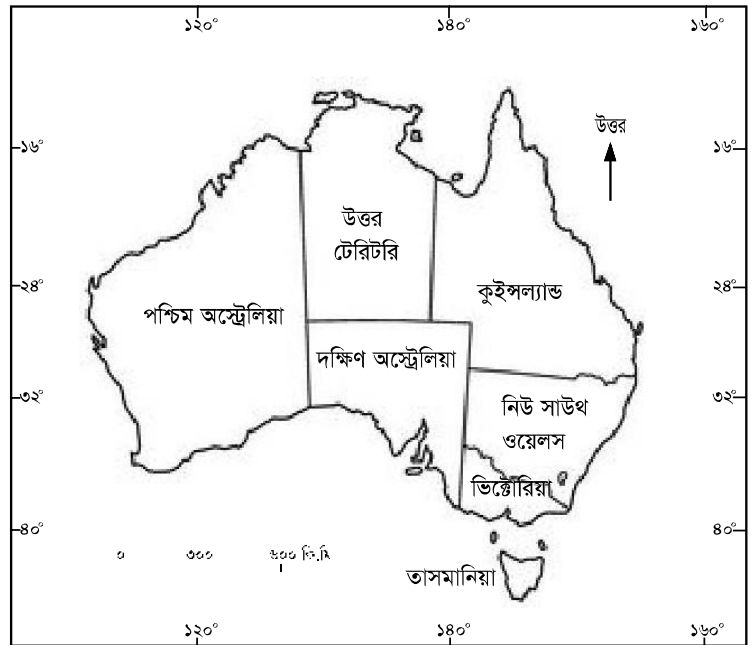 ১২০° ১৪০° ১৬০°
উত্তর
১৬° ১৬°
উত্তর
টেরিটরি
২৪° ২৪°
কুইন্সল্যান্ড
পশ্চিম অস্ট্রেলিয়া
দক্ষিণ অস্ট্রেলিয়া
৩২° ৩২°
নিউ সাউথ
ওয়েলস
ভিক্টোরিয়া
৪০° ৪০°
০ ৩০০ ৬০০ কি.মি
তাসমানিয়া
১২০° ১৪০° ১৬০°